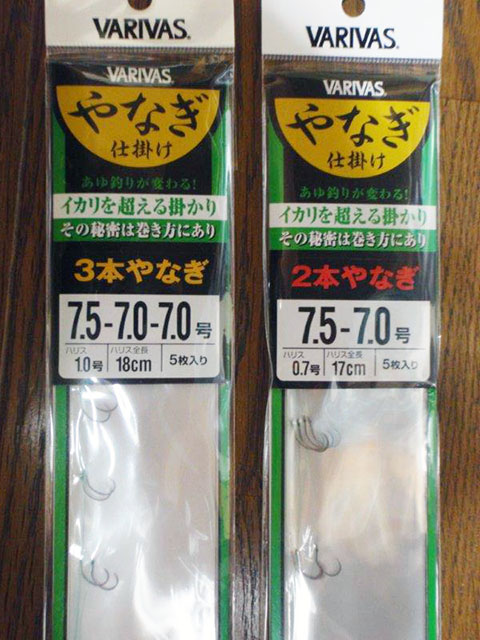 VARIVAS®
VARIVAS®
やなぎ
仕掛け
あゆ釣りが変わる!
イカリを超える掛かり
その秘密は巻き方にあり
3本やなぎ
7.5-7.0-7.0号
ハリス 1.0号 ハリス全長 18cm 5枚入り
VARIVAS®
VARIVAS®
やなぎ
仕掛け
あゆ釣りが変わる!
イカリを超える掛かり
その秘密は巻き方にあり
2本やなぎ
7.5-7.0号
ハリス 0.7号 ハリス全長 17cm 5枚入り